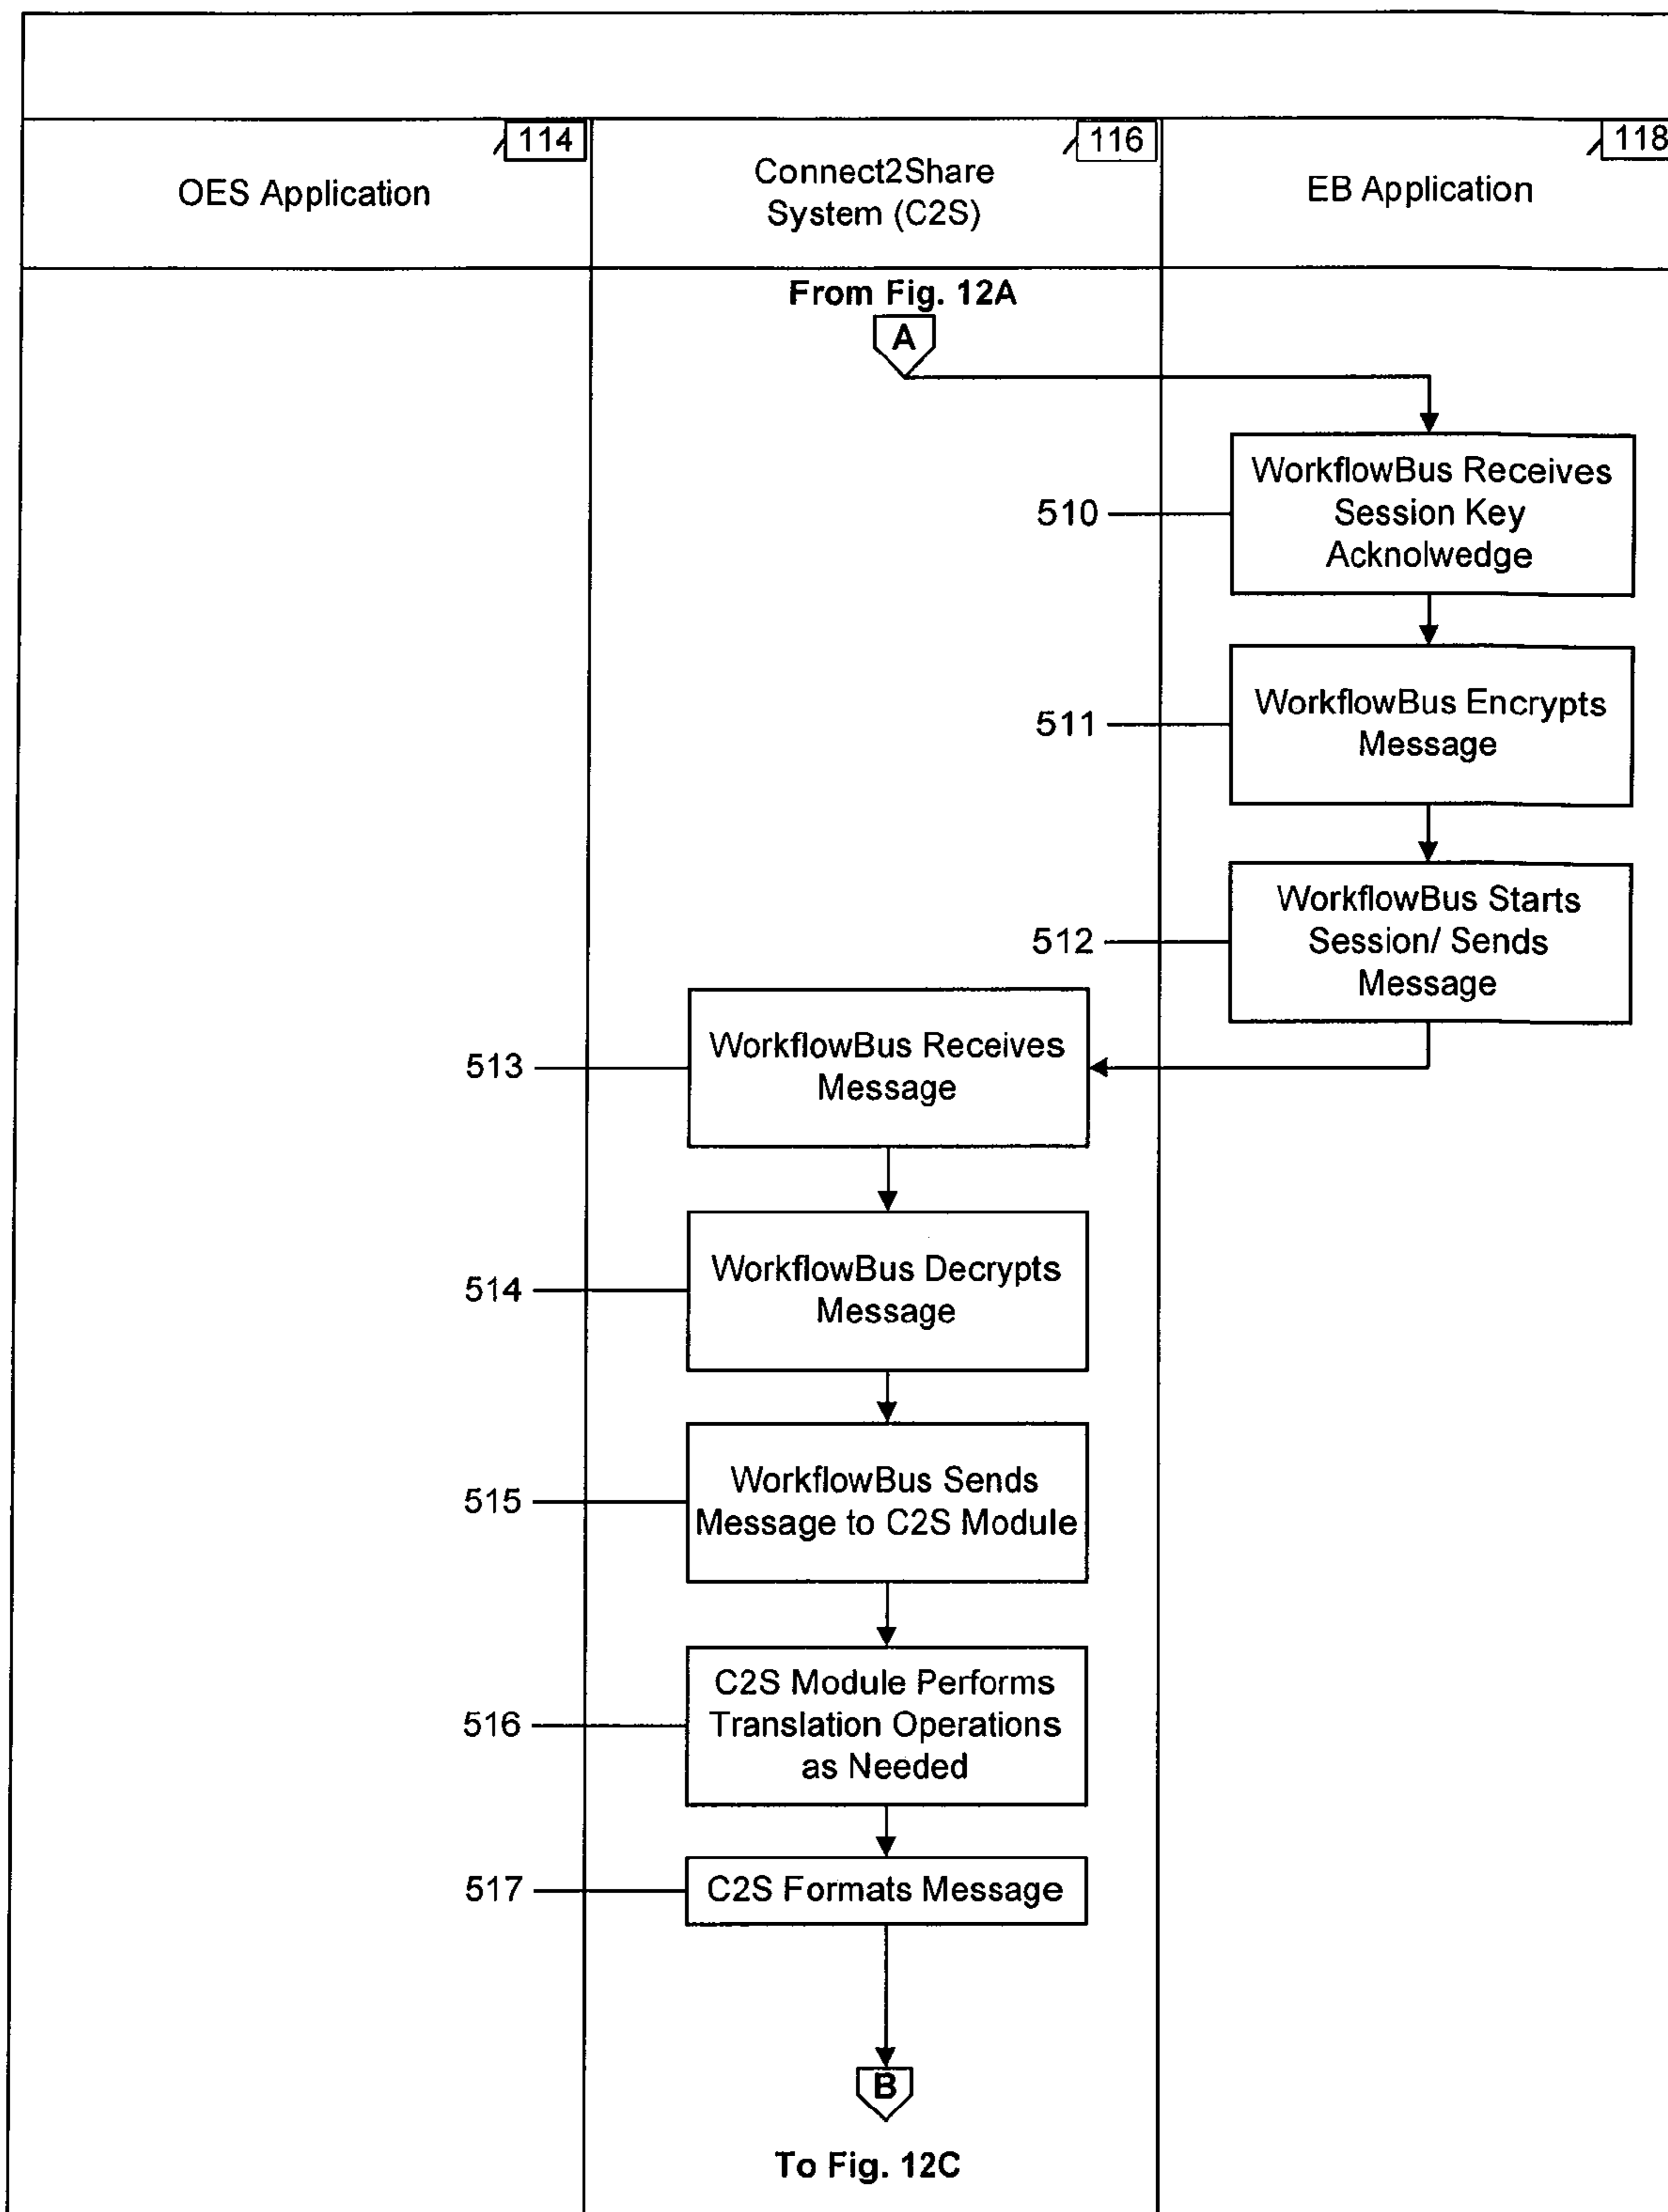 114
OES Application
116
Connect2Share
System (C2S)
118
EB Application
From Fig. 12A
A
510
WorkflowBus Receives
Session Key
Acknolwedge
511
WorkflowBus Encrypts
Message
512
WorkflowBus Starts
Session/ Sends
Message
513
WorkflowBus Receives
Message
514
WorkflowBus Decrypts
Message
515
WorkflowBus Sends
Message to C2S Module
516
C2S Module Performs
Translation Operations
as Needed
517
C2S Formats Message
B
To Fig. 12C